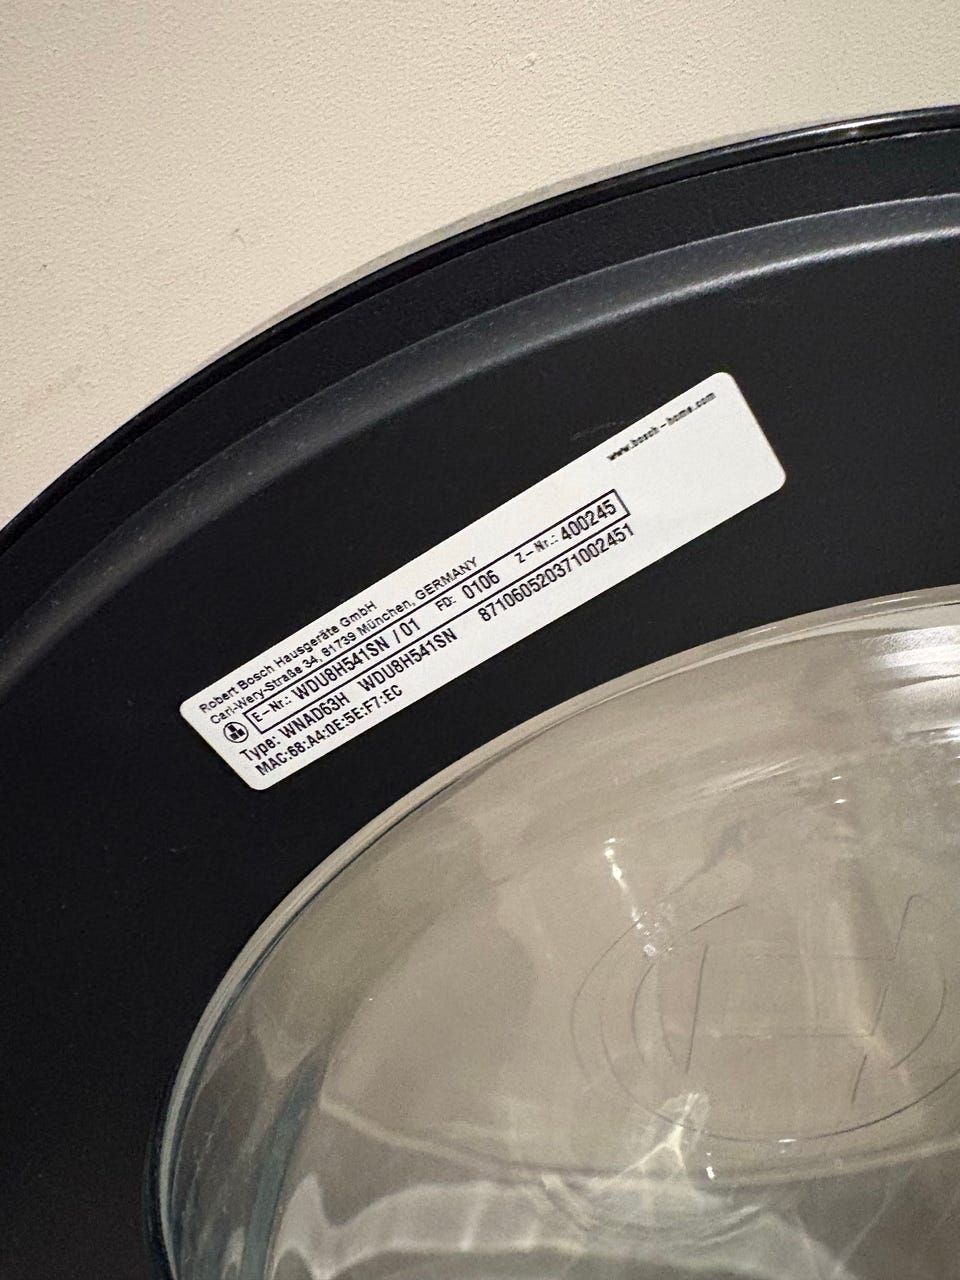 www.bosch-home.com
Robert Bosch Hausgeräte GmbH
Carl-Wery-Straße 34, 81739 München, GERMANY
E-Nr.: WDU8H541SN / 01 FD: 0106 Z-Nr.: 400245
Type: WNAD63H WDU8H541SN 871060520371002451
MAC:68:A4:0E:5E:F7:EC